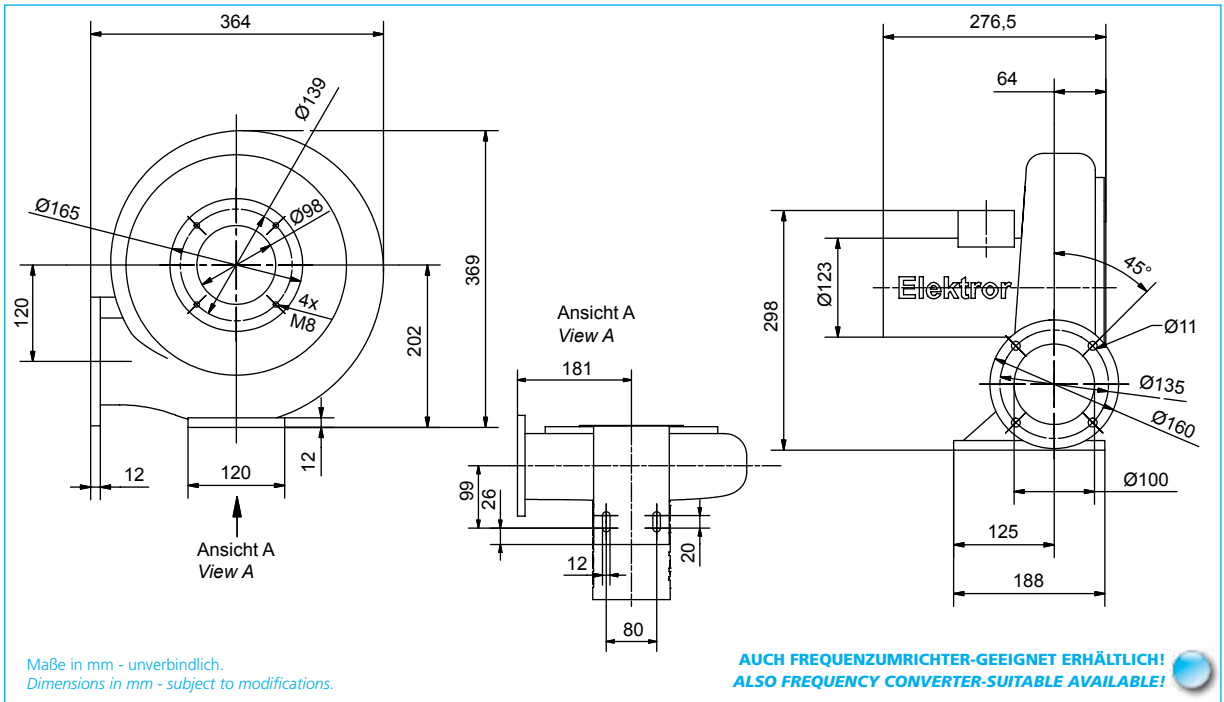 364
276,5
64
Ø139
Ø165
Ø98
369
120
4x
M8
202
12
12
120
Ansicht A
View A
Ansicht A
View A
181
99
26
12
20
80
Ø123
298
Elektror
45°
Ø11
Ø135
Ø160
Ø100
125
188
Maße in mm - unverbindlich.
Dimensions in mm - subject to modifications.
AUCH FREQUENZUMRICHTER-GEEIGNET ERHÄLTLICH!
ALSO FREQUENCY CONVERTER-SUITABLE AVAILABLE!